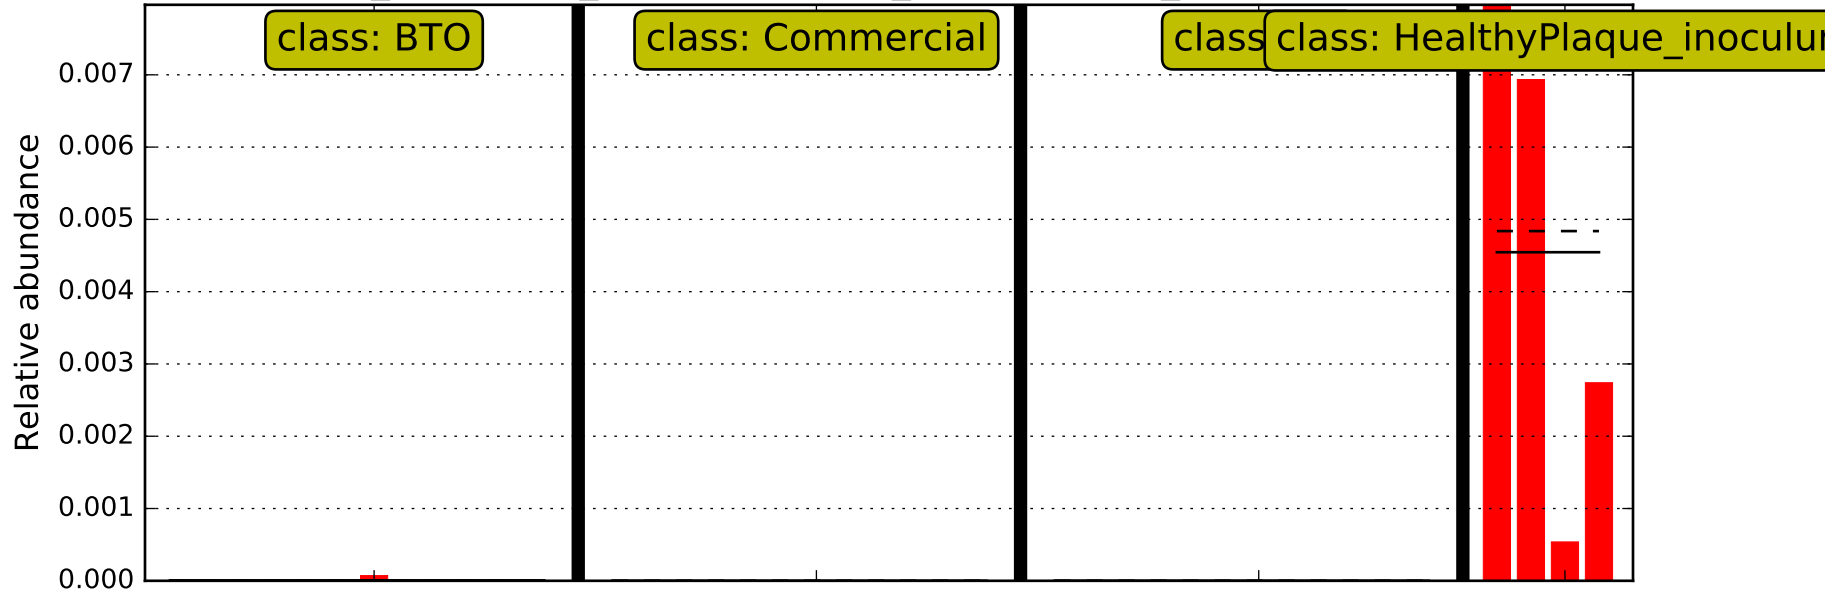 class: BTO
class: Commercial
class
class: HealthyPlaque_inoculu
0.007
0.006
0.005
0.004
0.003
0.002
0.001
0.000
Relative abundance